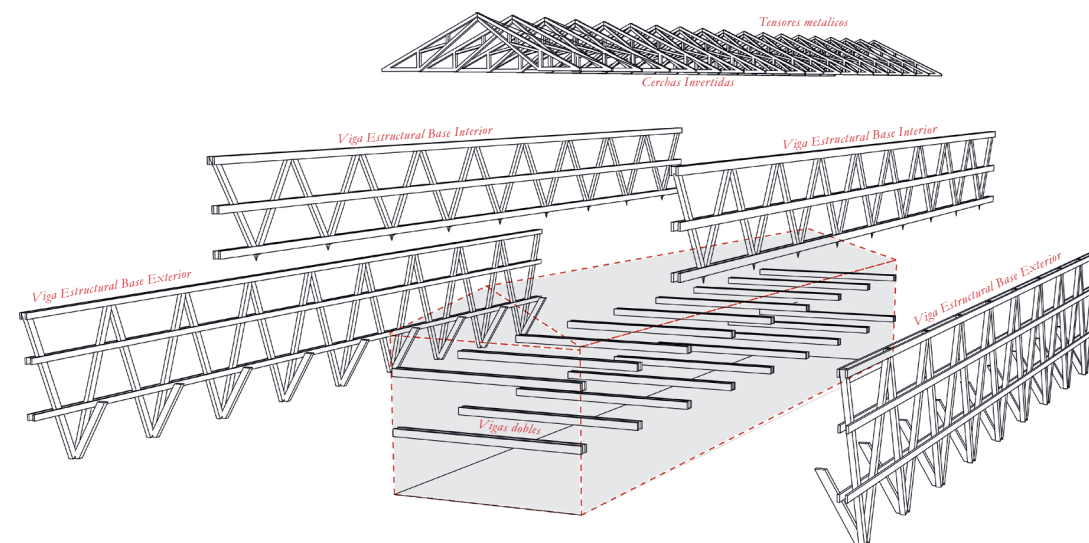 Tensores metalicos
Cerchas Invertidas
Viga Estructural Base Interior
Viga Estructural Base Interior
Viga Estructural Base Exterior
Viga Estructural Base Exterior
Vigas dobles